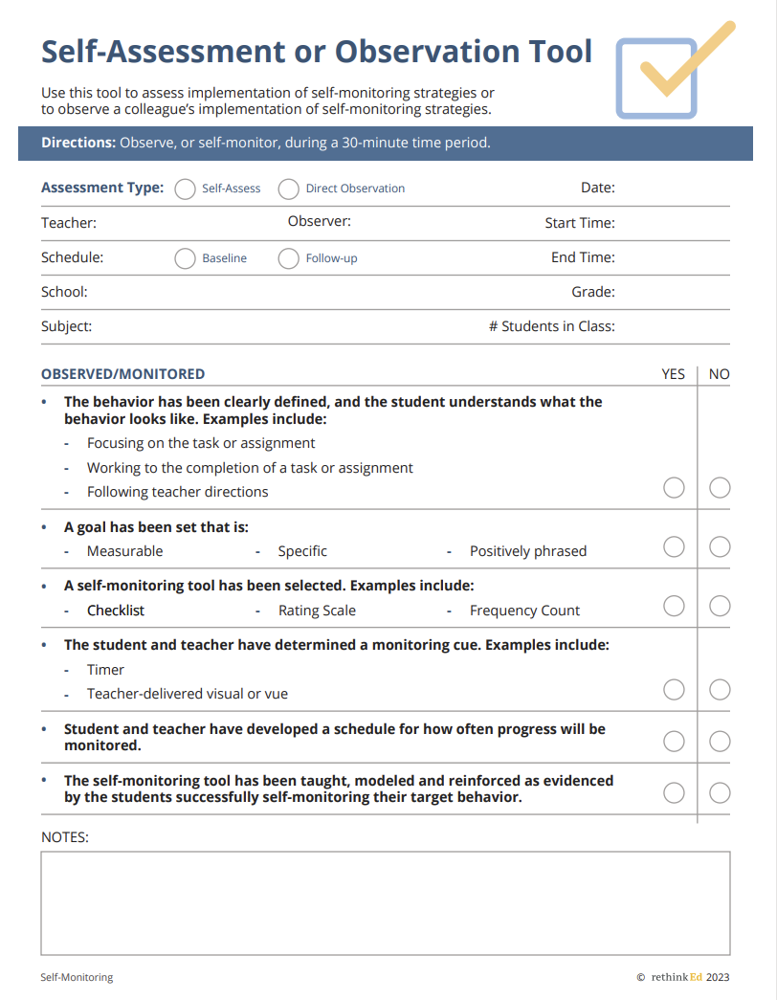 Self-Assessment or Observation Tool
Use this tool to assess implementation of self-monitoring strategies or
to observe a colleague's implementation of self-monitoring strategies.
Directions: Observe, or self-monitor, during a 30-minute time period.
Assessment Type: Self-Assess Direct Observation Date:
Teacher: Observer: Start Time:
Schedule: Baseline Follow-up End Time:
School: Grade:
Subject: # Students in Class:
OBSERVED/MONITORED YES NO
• The behavior has been clearly defined, and the student understands what the
behavior looks like. Examples include:
- Focusing on the task or assignment
- Working to the completion of a task or assignment
- Following teacher directions
• A goal has been set that is:
- Measurable - Specific - Positively phrased
• A self-monitoring tool has been selected. Examples include:
- Checklist - Rating Scale - Frequency Count
• The student and teacher have determined a monitoring cue. Examples include:
- Timer
- Teacher-delivered visual or vue
• Student and teacher have developed a schedule for how often progress will be
monitored.
• The self-monitoring tool has been taught, modeled and reinforced as evidenced
by the students successfully self-monitoring their target behavior.
NOTES:
Self-Monitoring © rethinkEd 2023